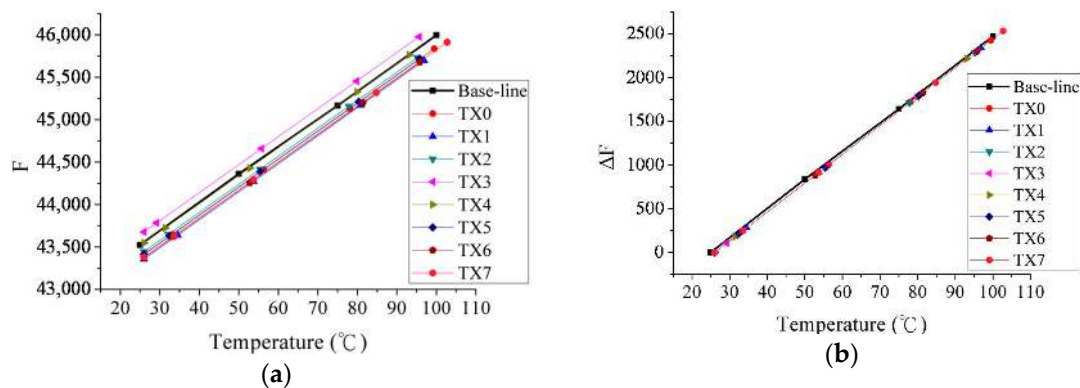 46,000
45,500
45,000
44,500
44,000
43,500
43,000
F
20 30 40 50 60 70 80 90 100 110
Temperature (℃)
Base-line
TX0
TX1
TX2
TX3
TX4
TX5
TX6
TX7
(a)
2500
2000
1500
1000
500
0
ΔF
20 30 40 50 60 70 80 90 100 110
Temperature (℃)
Base-line
TX0
TX1
TX2
TX3
TX4
TX5
TX6
TX7
(b)